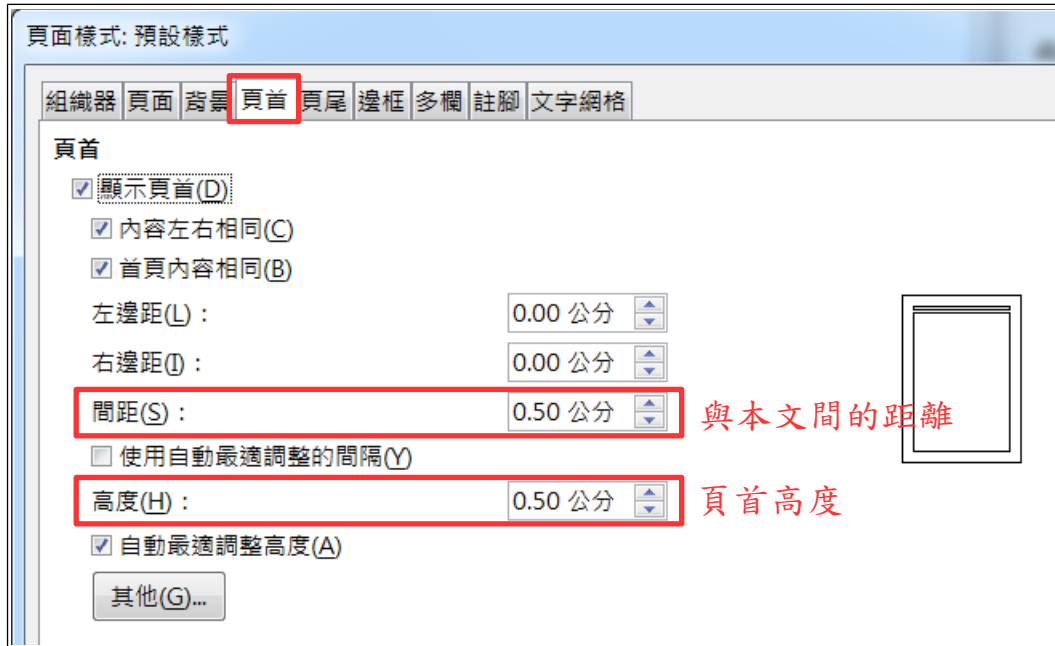 頁面樣式: 預設樣式
組織器 頁面 背景 頁首 頁尾 邊框 多欄 註腳 文字網格
頁首
顯示頁首(D)
內容左右相同(C)
首頁內容相同(B)
左邊距(L)： 0.00 公分
右邊距(I)： 0.00 公分
間距(S)： 0.50 公分 與本文間的距離
使用自動最適調整的間隔(Y)
高度(H)： 0.50 公分 頁首高度
自動最適調整高度(A)
其他(G)...